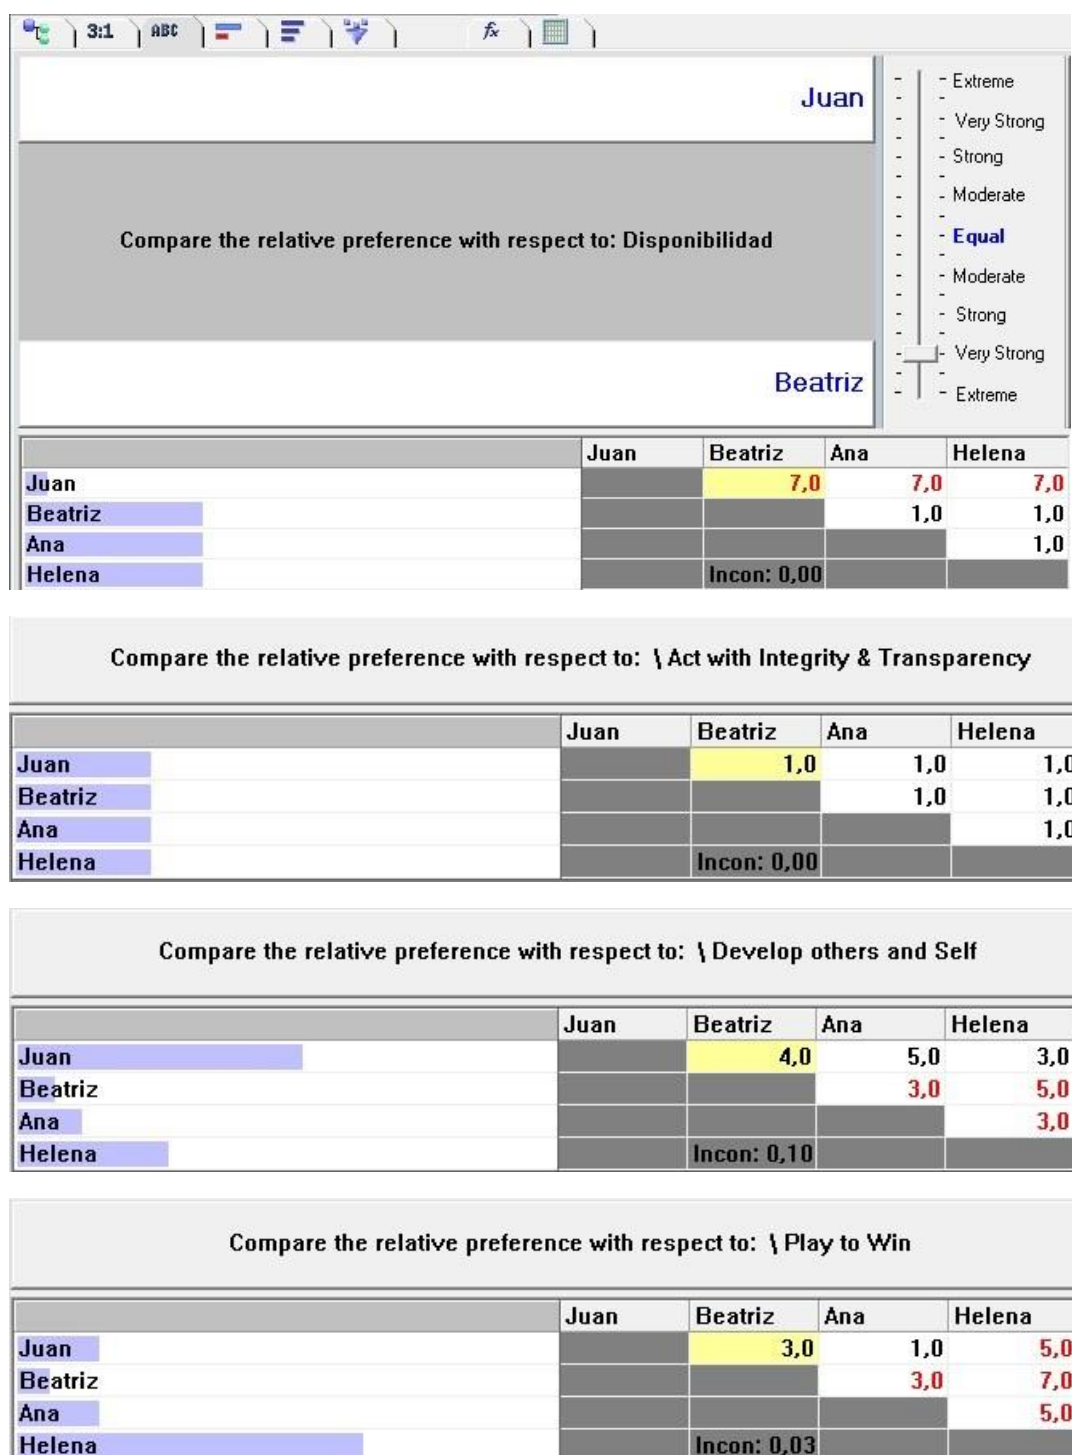 3:1 ABC fx
Juan
Extreme
Very Strong
Strong
Moderate
Compare the relative preference with respect to: Disponibilidad
Equal
Moderate
Strong
Very Strong
Beatriz
Extreme
Juan Beatriz Ana Helena
Juan 7,0 7,0 7,0
Beatriz 1,0 1,0
Ana 1,0
Helena Incon: 0,00
Compare the relative preference with respect to: \ Act with Integrity & Transparency
Juan Beatriz Ana Helena
Juan 1,0 1,0 1,0
Beatriz 1,0 1,0
Ana 1,0
Helena Incon: 0,00
Compare the relative preference with respect to: \ Develop others and Self
Juan Beatriz Ana Helena
Juan 4,0 5,0 3,0
Beatriz 3,0 5,0
Ana 3,0
Helena Incon: 0,10
Compare the relative preference with respect to: \ Play to Win
Juan Beatriz Ana Helena
Juan 3,0 1,0 5,0
Beatriz 3,0 7,0
Ana 5,0
Helena Incon: 0,03